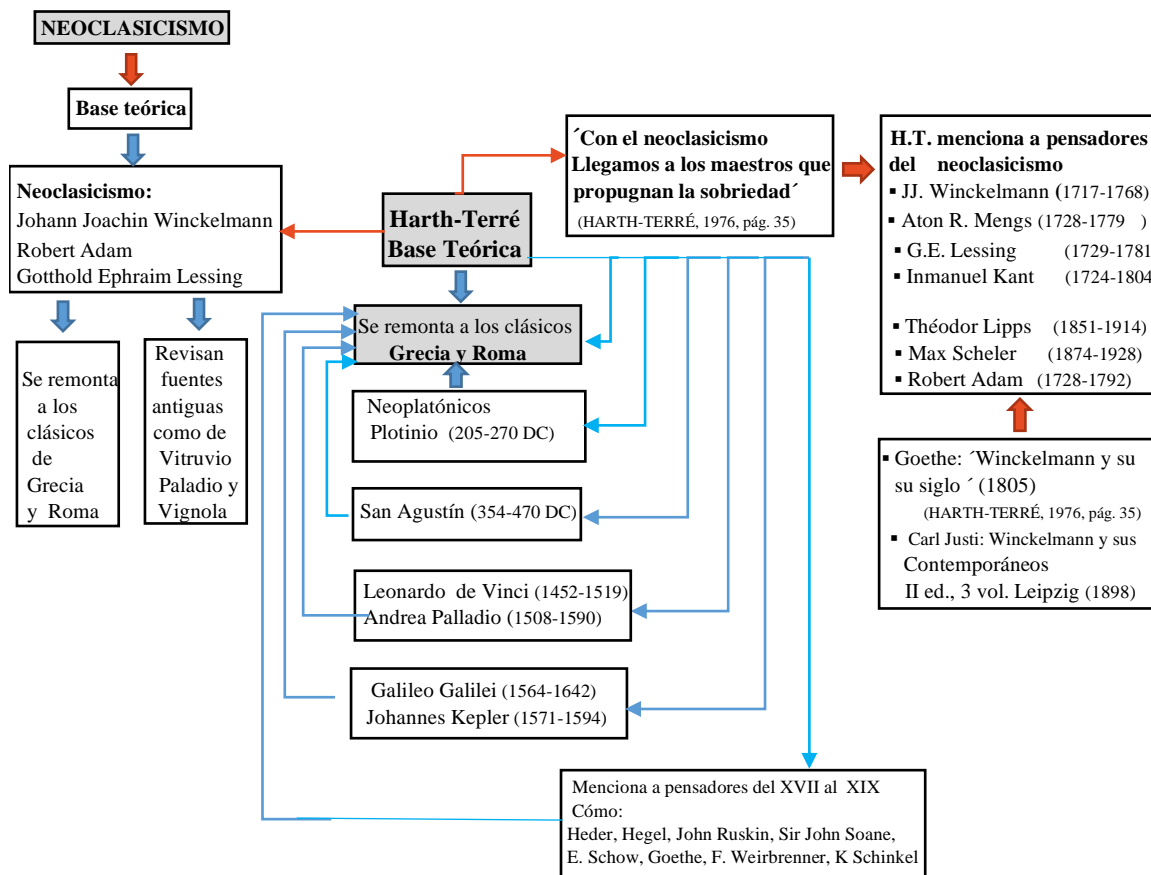 NEOCLASICISMO
Base teórica
Neoclasicismo:
Johann Joachin Winckelmann
Robert Adam
Gotthold Ephraim Lessing
Se remonta
a los
clásicos
de
Grecia
y Roma
Revisan
fuentes
antiguas
como de
Vitruvio
Paladio y
Vignola
Harth-Terré
Base Teórica
Se remonta a los clásicos
Grecia y Roma
Neoplatónicos
Plotinio (205-270 DC)
San Agustín (354-470 DC)
Leonardo de Vinci (1452-1519)
Andrea Palladio (1508-1590)
Galileo Galilei (1564-1642)
Johannes Kepler (1571-1594)
Menciona a pensadores del XVII al XIX
Cómo:
Heder, Hegel, John Ruskin, Sir John Soane,
E. Schow, Goethe, F. Weirbrenner, K Schinkel
´Con el neoclasicismo
Llegamos a los maestros que
propugnan la sobriedad´
(HARTH-TERRÉ, 1976, pág. 35)
H.T. menciona a pensadores
del neoclasicismo
▪ JJ. Winckelmann (1717-1768)
▪ Aton R. Mengs (1728-1779 )
▪ G.E. Lessing (1729-1781
▪ Inmanuel Kant (1724-1804
▪ Théodor Lipps (1851-1914)
▪ Max Scheler (1874-1928)
▪ Robert Adam (1728-1792)
▪ Goethe: ´Winckelmann y su
su siglo ´ (1805)
(HARTH-TERRÉ, 1976, pág. 35)
▪ Carl Justi: Winckelmann y sus
Contemporáneos
II ed., 3 vol. Leipzig (1898)